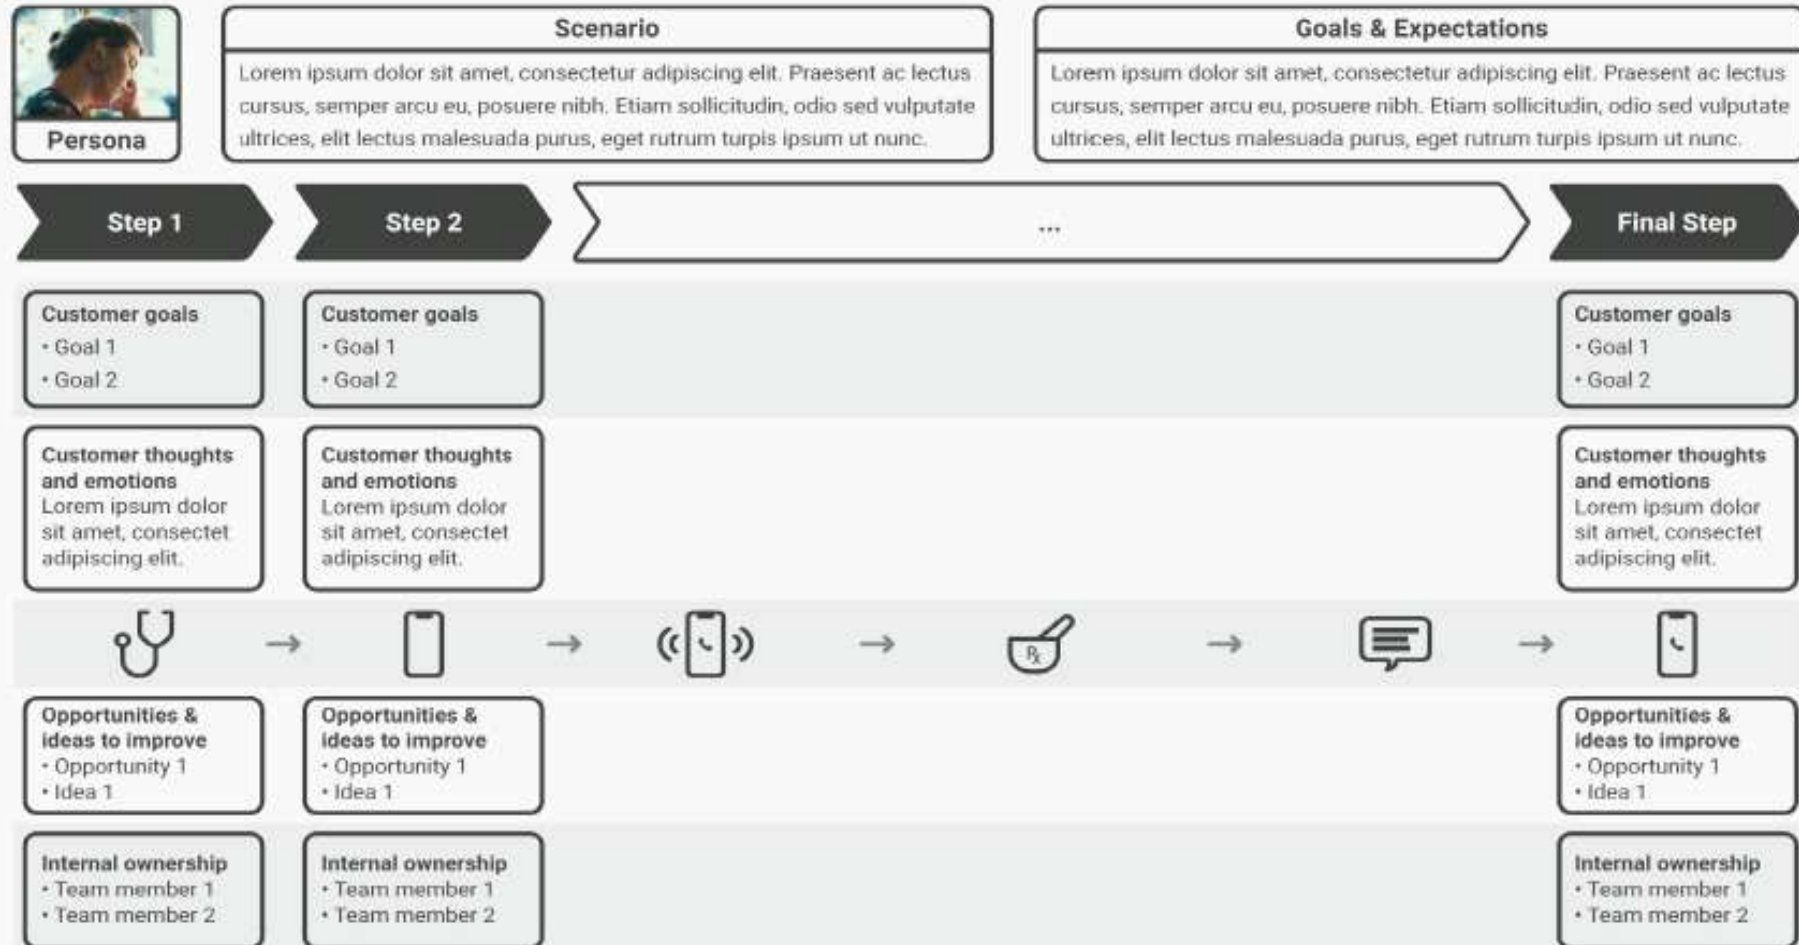 Persona
Scenario
Lorem ipsum dolor sit amet, consectetur adipiscing elit. Praesent ac lectus
cursus, semper arcu eu, posuere nibh. Etiam sollicitudin, odio sed vulputate
ultrices, elit lectus malesuada purus, eget rutrum turpis ipsum ut nunc.
Goals & Expectations
Lorem ipsum dolor sit amet, consectetur adipiscing elit. Praesent ac lectus
cursus, semper arcu eu, posuere nibh. Etiam sollicitudin, odio sed vulputate
ultrices, elit lectus malesuada purus, eget rutrum turpis ipsum ut nunc.
Step 1
Step 2
...
Final Step
Customer goals
• Goal 1
• Goal 2
Customer goals
• Goal 1
• Goal 2
Customer goals
• Goal 1
• Goal 2
Customer thoughts
and emotions
Lorem ipsum dolor
sit amet, consectet
adipiscing elit.
Customer thoughts
and emotions
Lorem ipsum dolor
sit amet, consectet
adipiscing elit.
Customer thoughts
and emotions
Lorem ipsum dolor
sit amet, consectet
adipiscing elit.
℞
Opportunities &
ideas to improve
• Opportunity 1
• Idea 1
Opportunities &
ideas to improve
• Opportunity 1
• Idea 1
Opportunities &
ideas to improve
• Opportunity 1
• Idea 1
Internal ownership
• Team member 1
• Team member 2
Internal ownership
• Team member 1
• Team member 2
Internal ownership
• Team member 1
• Team member 2